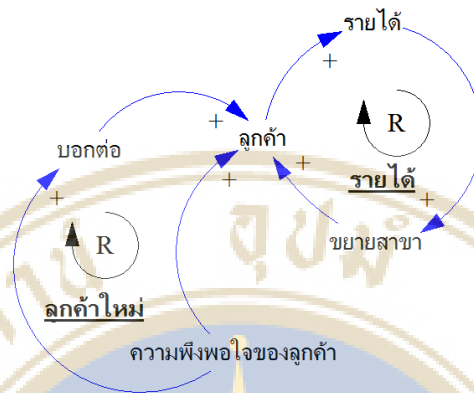 รายได้
+
R
+
ลูกค้า
บอกต่อ
+
+
รายได้
+
+
ขยายสาขา
R
ลูกค้าใหม่
ความพึงพอใจของลูกค้า